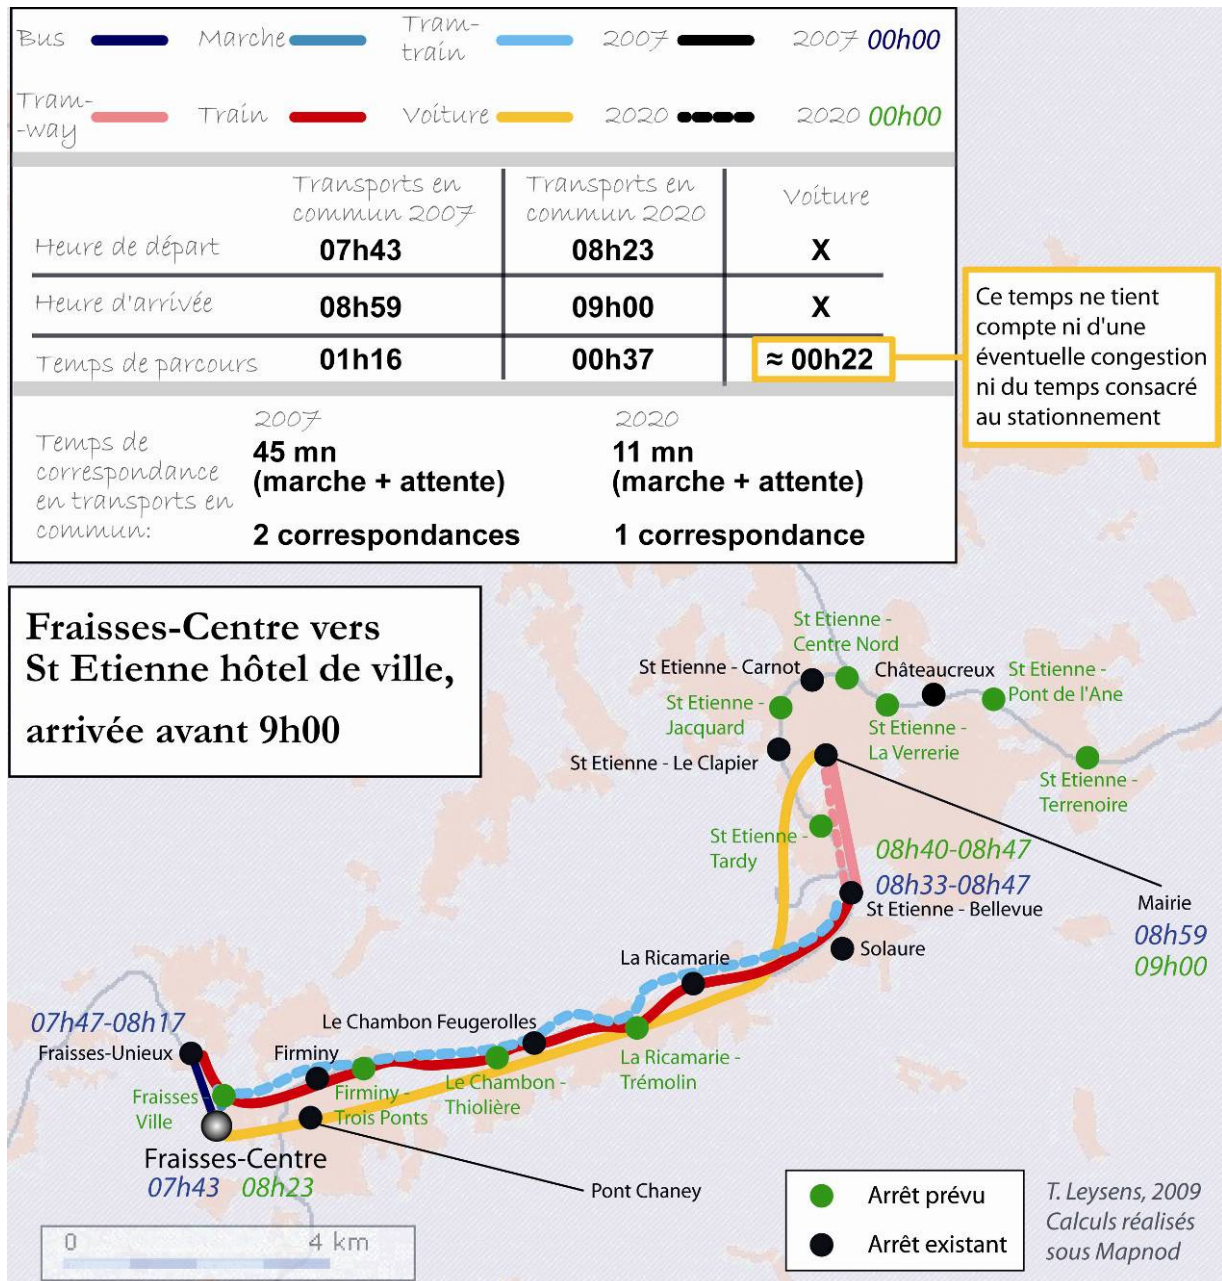 Bus Marche Tram-train 2007 2007 00h00
Tram-way Train Voiture 2020 2020 00h00
Transports en commun 2007
Transports en commun 2020
Voiture
Heure de départ 07h43 08h23 X
Heure d'arrivée 08h59 09h00 X
Temps de parcours 01h16 00h37 ≈ 00h22
Ce temps ne tient
compte ni d'une
éventuelle congestion
ni du temps consacré
au stationnement
Temps de
correspondance
en transports en
commun:
2007
45 mn
(marche + attente)
2 correspondances
2020
11 mn
(marche + attente)
1 correspondance
Fraisses-Centre vers
St Etienne hôtel de ville,
arrivée avant 9h00
St Etienne -
Centre Nord
St Etienne - Carnot
Châteaucreux
St Etienne -
Pont de l'Ane
St Etienne -
Jacquard
St Etienne -
La Verrerie
St Etienne - Le Clapier
St Etienne -
Terrenoire
St Etienne -
Tardy
08h40-08h47
08h33-08h47
St Etienne - Bellevue
Mairie
08h59
09h00
Solaure
La Ricamarie
07h47-08h17
Fraisses-Unieux
Firminy
Le Chambon Feugerolles
La Ricamarie -
Trémolin
Fraisses -
Ville
Firminy -
Trois Ponts
Le Chambon -
Thiolière
Fraisses-Centre
07h43 08h23
Pont Chaney
Arrêt prévu
Arrêt existant
T. Leysens, 2009
Calculs réalisés
sous Mapnod
0 4 km